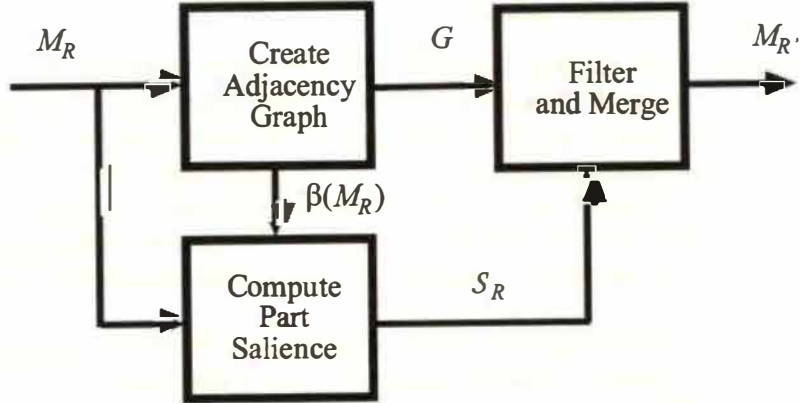 M_R
Create
Adjacency
Graph
G
Filter
and Merge
M_R'
β(M_R)
Compute
Part
Salience
S_R